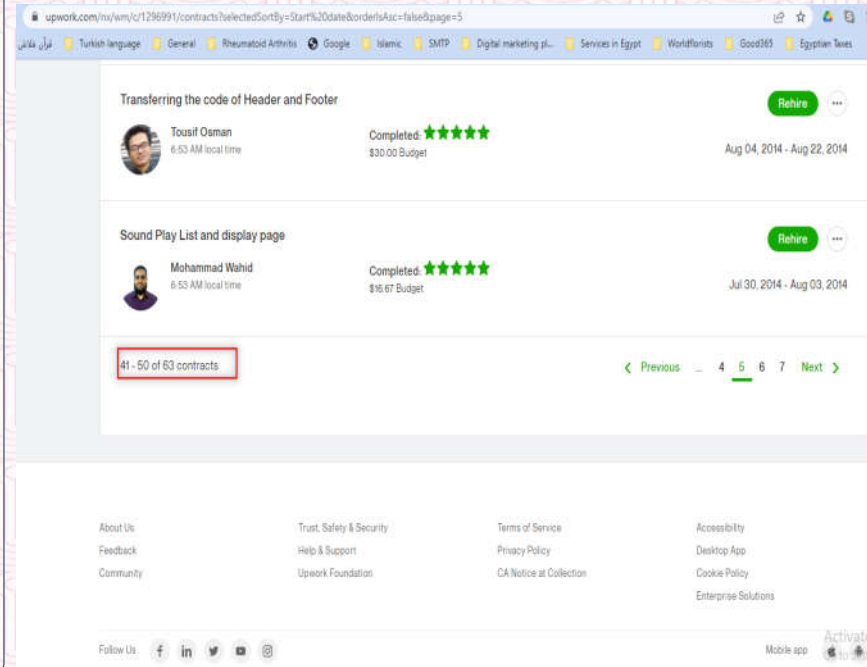 upwork.com/nx/wm/c/1296991/contracts?selectedSortBy=Start%20date&orderIsAsc=false&page=5
Turkish language General Rheumatoid Arthritis Google Islamic SMTP Digital marketing pl... Services in Egypt Worldflorists Good365 Egyptian Taxes
Transferring the code of Header and Footer
Rehire
Tousif Osman
6:53 AM local time
Completed:
$30.00 Budget
Aug 04, 2014 - Aug 22, 2014
Sound Play List and display page
Rehire
Mohammad Wahid
6:53 AM local time
Completed:
$16.67 Budget
Jul 30, 2014 - Aug 03, 2014
41 - 50 of 63 contracts
Previous ... 4 5 6 7 Next
About Us Trust, Safety & Security Terms of Service Accessibility
Feedback Help & Support Privacy Policy Desktop App
Community Upwork Foundation CA Notice at Collection Cookie Policy
Enterprise Solutions
Follow Us
Mobile app
Activate